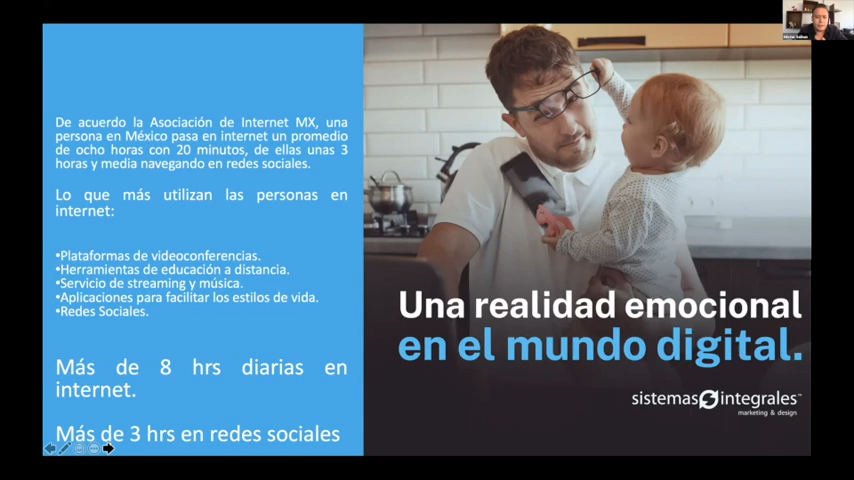 De acuerdo la Asociación de Internet MX, una
persona en México pasa en internet un promedio
de ocho horas con 20 minutos, de ellas unas 3
horas y media navegando en redes sociales.
Lo que más utilizan las personas en
internet:
•Plataformas de videoconferencias.
•Herramientas de educación a distancia.
•Servicio de streaming y música.
•Aplicaciones para facilitar los estilos de vida.
•Redes Sociales.
Más de 8 hrs diarias en
internet.
Más de 3 hrs en redes sociales
Una realidad emocional
en el mundo digital.
sistemas integrales™
marketing & design